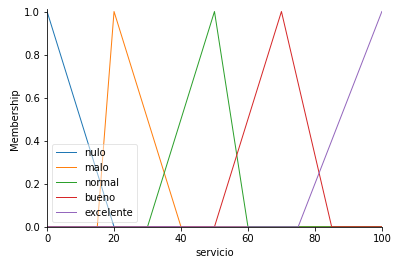 1.0
0.8
0.6
0.4
0.2
0.0
Membership
nulo
malo
normal
bueno
excelente
0 20 40 60 80 100
servicio